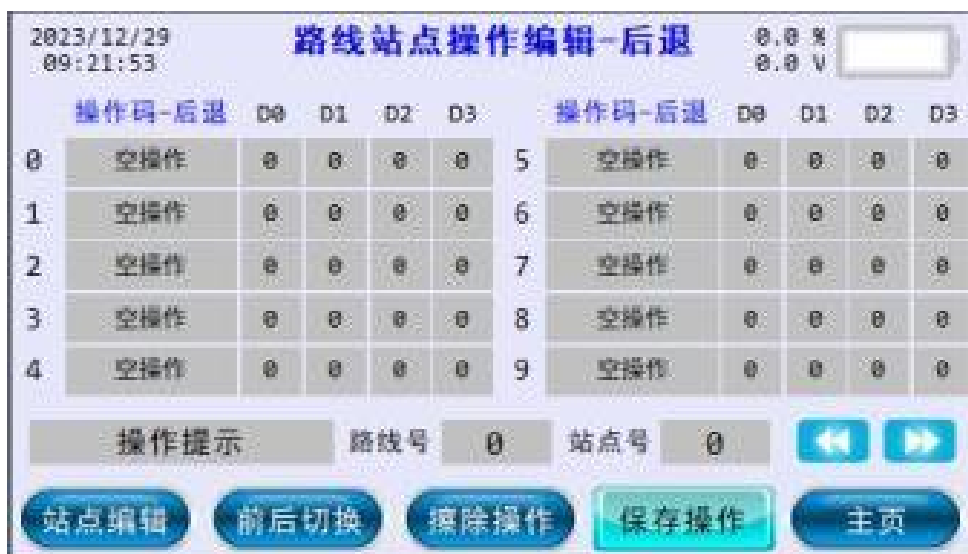 2023/12/29 路线站点操作编辑-后退 0.0 %
09:21:53 0.0 V
操作码-后退 D0 D1 D2 D3 操作码-后退 D0 D1 D2 D3
0 空操作 0 0 0 0 5 空操作 0 0 0 0
1 空操作 0 0 0 0 6 空操作 0 0 0 0
2 空操作 0 0 0 0 7 空操作 0 0 0 0
3 空操作 0 0 0 0 8 空操作 0 0 0 0
4 空操作 0 0 0 0 9 空操作 0 0 0 0
操作提示 路线号 0 站点号 0
站点编辑 前后切换 擦除操作 保存操作 主页